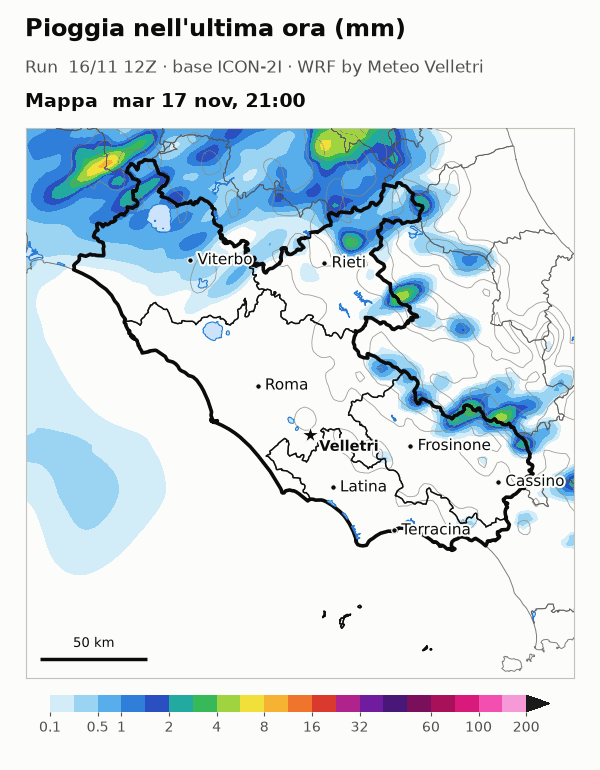 Pioggia nell'ultima ora (mm)
Run  16/11 12Z · base ICON-2I · WRF by Meteo Velletri
Mappa  mar 17 nov, 21:00
Viterbo
Rieti
Roma
Velletri
Frosinone
Cassino
Latina
Terracina
50 km
0.1 0.5 1 2 4 8 16 32 60 100 200